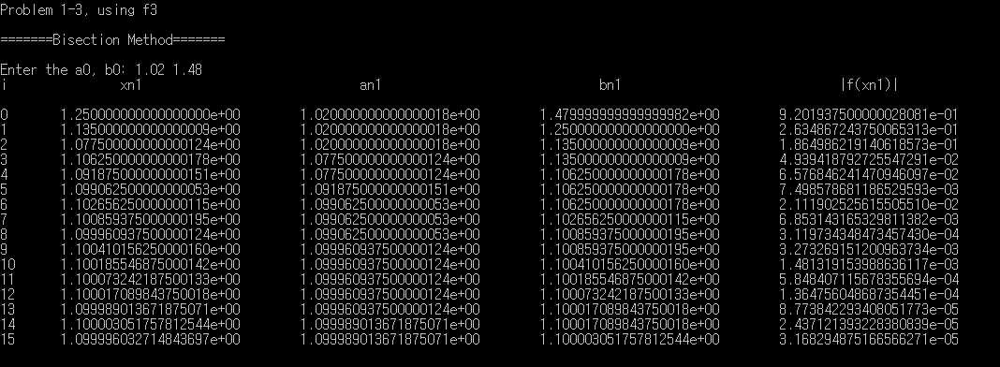 Problem 1-3, using f3
=======Bisection Method=======
Enter the a0, b0: 1.02 1.48
i xn1 an1 bn1 |f(xn1)|
0 1.250000000000000000e+00 1.020000000000000018e+00 1.479999999999999982e+00 9.201937500000028081e-01
1 1.135000000000000009e+00 1.020000000000000018e+00 1.250000000000000000e+00 2.634867243750065313e-01
2 1.077500000000000124e+00 1.020000000000000018e+00 1.135000000000000009e+00 1.864986219140618573e-01
3 1.106250000000000178e+00 1.077500000000000124e+00 1.135000000000000009e+00 4.939418792725547291e-02
4 1.091875000000000151e+00 1.077500000000000124e+00 1.106250000000000178e+00 6.576846241470946097e-02
5 1.099062500000000053e+00 1.091875000000000151e+00 1.106250000000000178e+00 7.498578681186529593e-03
6 1.102656250000000115e+00 1.099062500000000053e+00 1.106250000000000178e+00 2.111902525615505510e-02
7 1.100859375000000195e+00 1.099062500000000053e+00 1.102656250000000115e+00 6.853143165329811382e-03
8 1.099960937500000124e+00 1.099062500000000053e+00 1.100859375000000195e+00 3.119734348473457430e-04
9 1.100410156250000160e+00 1.099960937500000124e+00 1.100859375000000195e+00 3.273269151200963734e-03
10 1.100185546875000142e+00 1.099960937500000124e+00 1.100410156250000160e+00 1.481319153988636117e-03
11 1.100073242187500133e+00 1.099960937500000124e+00 1.100185546875000142e+00 5.848407115678355694e-04
12 1.100017089843750018e+00 1.099960937500000124e+00 1.100073242187500133e+00 1.364756048687354451e-04
13 1.099989013671875071e+00 1.099960937500000124e+00 1.100017089843750018e+00 8.773842293408051773e-05
14 1.100003051757812544e+00 1.099989013671875071e+00 1.100017089843750018e+00 2.437121393228380839e-05
15 1.099996032714843697e+00 1.099989013671875071e+00 1.100003051757812544e+00 3.168294875166566271e-05